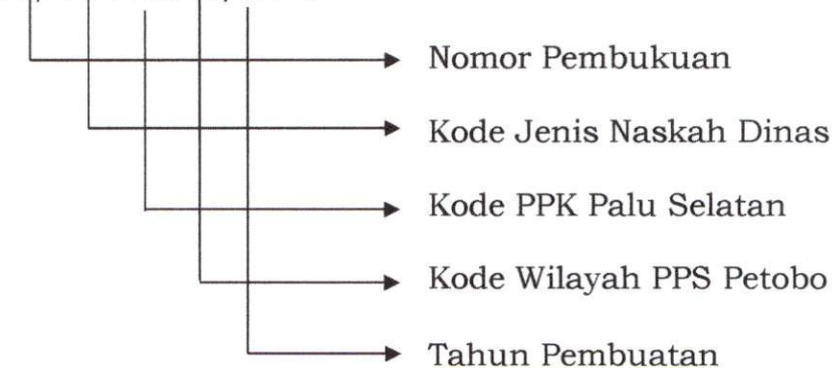 Nomor Pembukuan
Kode Jenis Naskah Dinas
Kode PPK Palu Selatan
Kode Wilayah PPS Petobo
Tahun Pembuatan